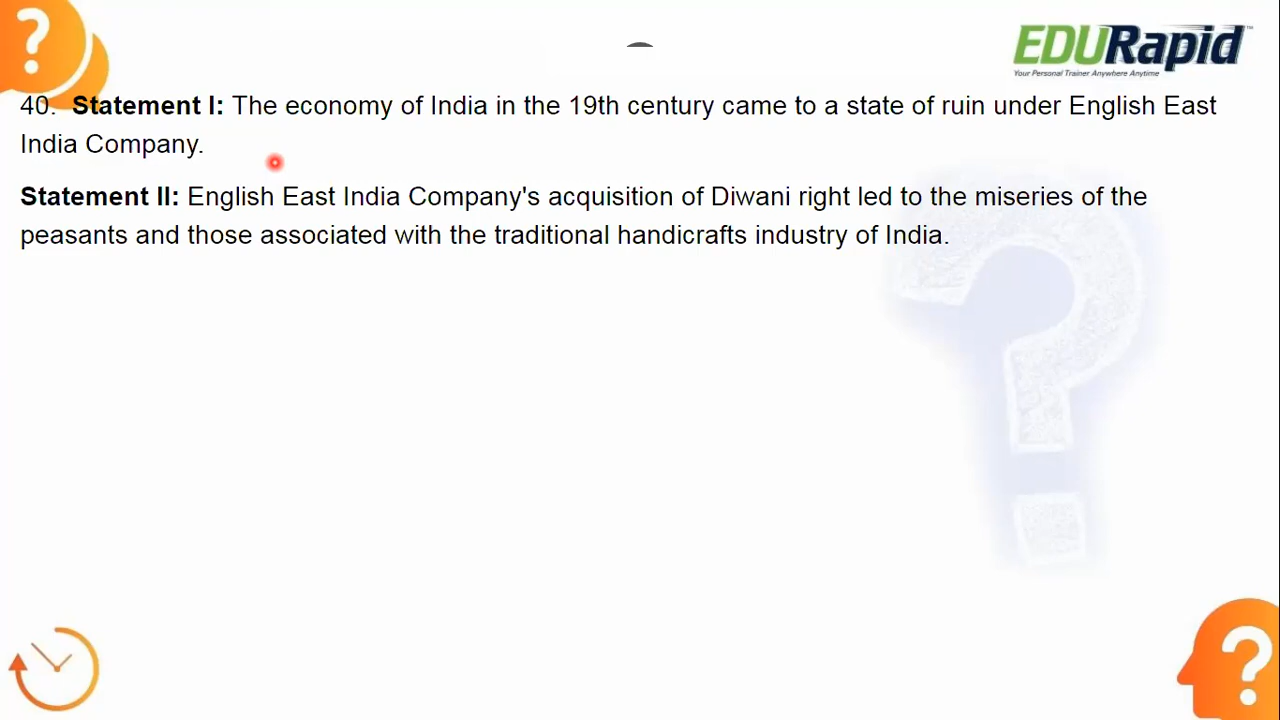 ?
EDURapid™
Your Personal Trainer Anywhere Anytime
40. Statement I: The economy of India in the 19th century came to a state of ruin under English East
India Company.
Statement II: English East India Company's acquisition of Diwani right led to the miseries of the
peasants and those associated with the traditional handicrafts industry of India.
?
?